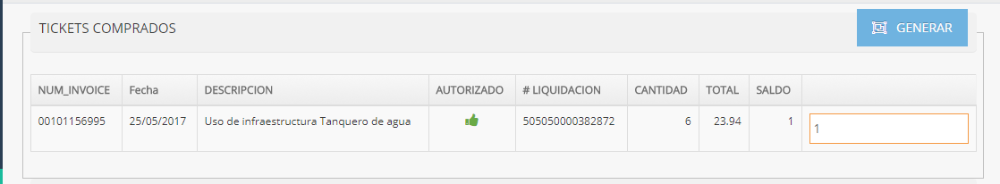 TICKETS COMPRADOS
GENERAR
NUM_INVOICE Fecha DESCRIPCION AUTORIZADO # LIQUIDACION CANTIDAD TOTAL SALDO
00101156995 25/05/2017 Uso de infraestructura Tanquero de agua 505050000382872 6 23.94 1 1